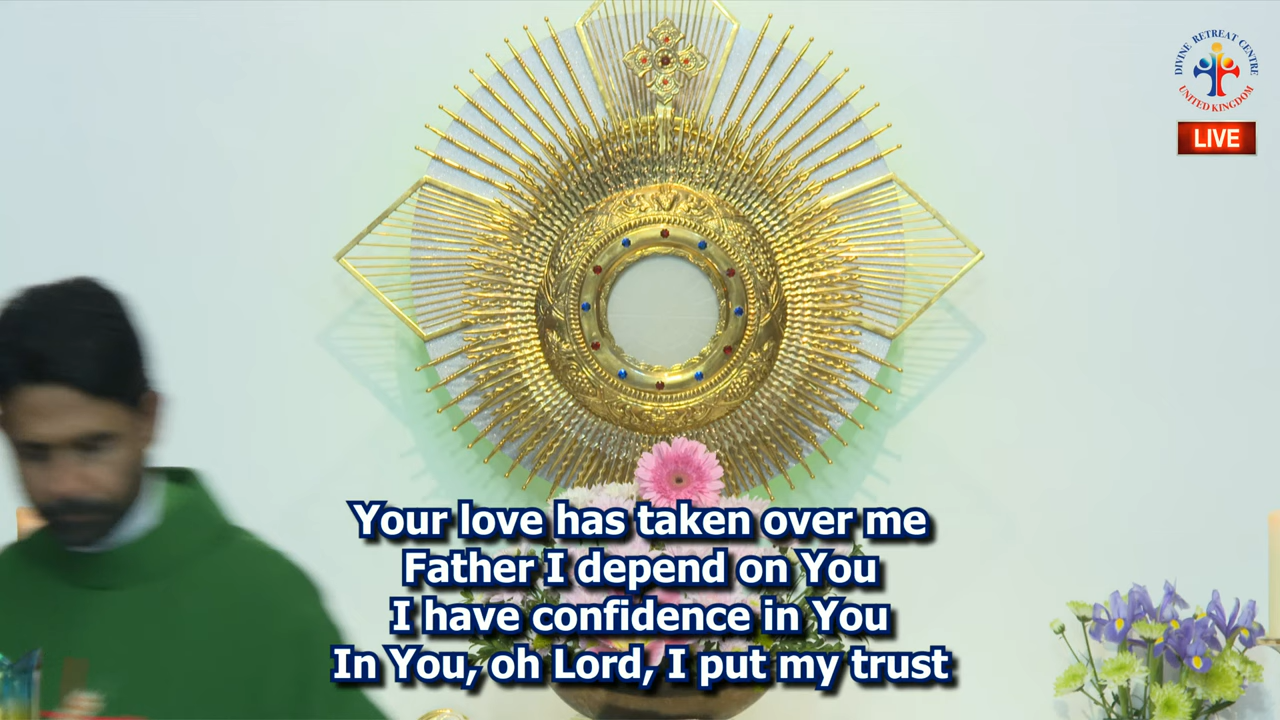 DIVINE RETREAT CENTRE
UNITED KINGDOM
LIVE
Your love has taken over me
Father I depend on You
I have confidence in You
In You, oh Lord, I put my trust